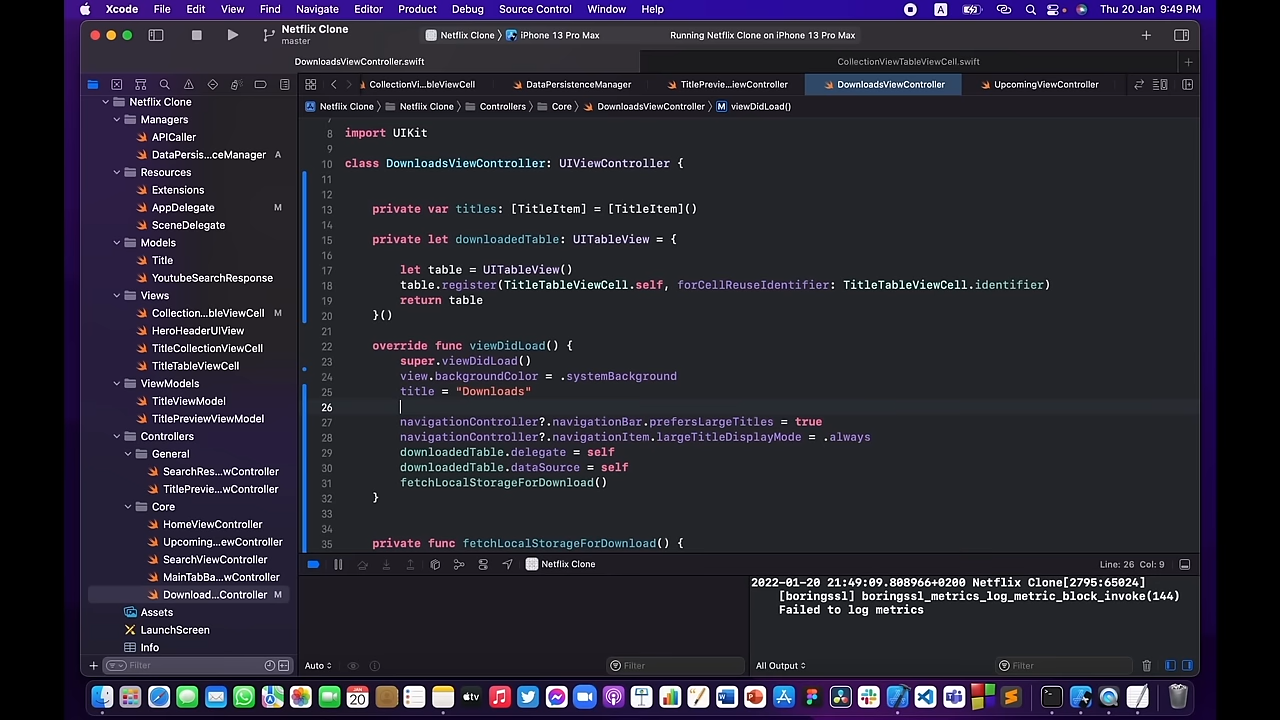 Xcode File Edit View Find Navigate Editor Product Debug Source Control Window Help A Thu 20 Jan 9:49 PM
Netflix Clone
master
Netflix Clone iPhone 13 Pro Max
Running Netflix Clone on iPhone 13 Pro Max
DownloadsViewController.swift
CollectionViewTableViewCell.swift
CollectionV...bleViewCell
DataPersistenceManager
TitlePrevie...iewController
DownloadsViewController
UpcomingViewController
Netflix Clone
Netflix Clone
Controllers
Core
DownloadsViewController
M viewDidLoad()
Netflix Clone
Managers
APICaller
DataPersis...ceManager A
Resources
Extensions
AppDelegate M
SceneDelegate
Models
Title
YoutubeSearchResponse
Views
Collection...bleViewCell M
HeroHeaderUIView
TitleCollectionViewCell
TitleTableViewCell
ViewModels
TitleViewModel
TitlePreviewViewModel
Controllers
General
SearchRes...wController
TitlePrevie...wController
Core
HomeViewController
Upcoming...ewController
SearchViewController
MainTabBa...wController
Download...Controller M
Assets
LaunchScreen
Info
Filter
7
8 import UIKit
9
10 class DownloadsViewController: UIViewController {
11
12
13 private var titles: [TitleItem] = [TitleItem]()
14
15 private let downloadedTable: UITableView = {
16
17 let table = UITableView()
18 table.register(TitleTableViewCell.self, forCellReuseIdentifier: TitleTableViewCell.identifier)
19 return table
20 }()
21
22 override func viewDidLoad() {
23 super.viewDidLoad()
24 view.backgroundColor = .systemBackground
25 title = "Downloads"
26
27 navigationController?.navigationBar.prefersLargeTitles = true
28 navigationController?.navigationItem.largeTitleDisplayMode = .always
29 downloadedTable.delegate = self
30 downloadedTable.dataSource = self
31 fetchLocalStorageForDownload()
32 }
33
34
35 private func fetchLocalStorageForDownload() {
Netflix Clone
Line: 26 Col: 9
2022-01-20 21:49:09.808966+0200 Netflix Clone[2795:65024]
[boringssl] boringssl_metrics_log_metric_block_invoke(144)
Failed to log metrics
Auto
Filter
All Output
Filter
JAN
20
tv